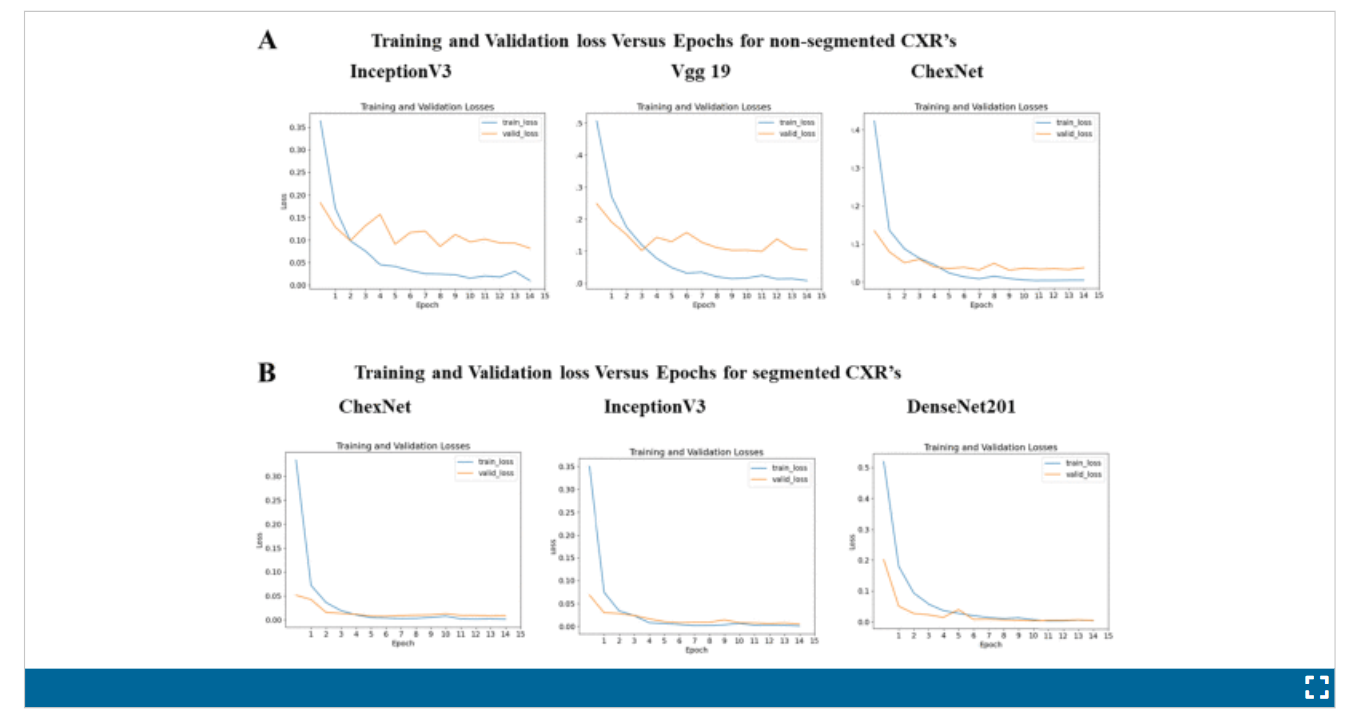 A
Training and Validation loss Versus Epochs for non-segmented CXR's
InceptionV3 Vgg 19 ChexNet
Training and Validation Losses Training and Validation Losses Training and Validation Losses
train_loss train_loss train_loss
valid_loss valid_loss valid_loss
0.35 .5 .4
0.30 .4 .3
0.25 .3 .2
0.20 .2 .1
0.15 .1 .0
0.10 .0
0.05
0.00
Loss
1 2 3 4 5 6 7 8 9 10 11 12 13 14 15
1 2 3 4 5 6 7 8 9 10 11 12 13 14 15
1 2 3 4 5 6 7 8 9 10 11 12 13 14 15
Epoch Epoch Epoch
B
Training and Validation loss Versus Epochs for segmented CXR's
ChexNet InceptionV3 DenseNet201
Training and Validation Losses Training and Validation Losses Training and Validation Losses
train_loss train_loss train_loss
valid_loss valid_loss valid_loss
0.30 0.35 0.5
0.25 0.30 0.4
0.20 0.25 0.3
0.15 0.20 0.2
0.10 0.15 0.1
0.05 0.10 0.0
0.00 0.05
0.00
Loss Loss Loss
1 2 3 4 5 6 7 8 9 10 11 12 13 14 15
1 2 3 4 5 6 7 8 9 10 11 12 13 14 15
1 2 3 4 5 6 7 8 9 10 11 12 13 14 15
Epoch Epoch Epoch